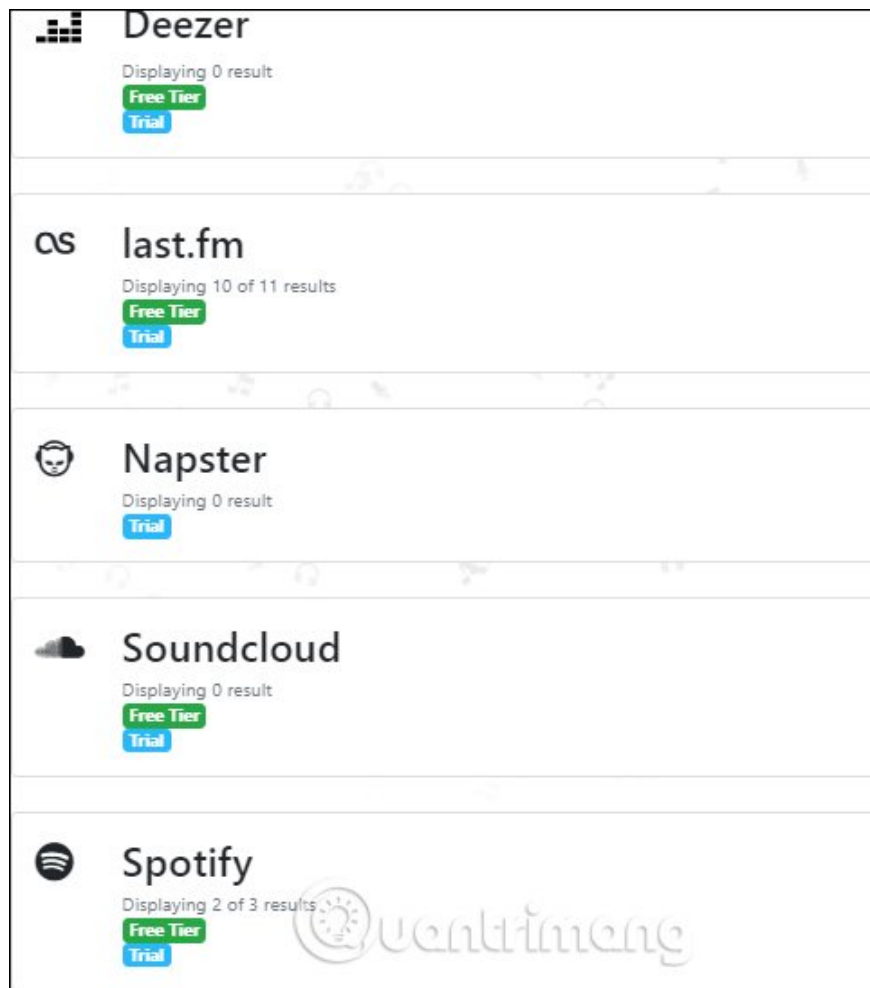 Deezer
Displaying 0 result
Free Tier
Trial
last.fm
Displaying 10 of 11 results
Free Tier
Trial
Napster
Displaying 0 result
Trial
Soundcloud
Displaying 0 result
Free Tier
Trial
Spotify
Displaying 2 of 3 results
Free Tier
Trial
Quantrimang